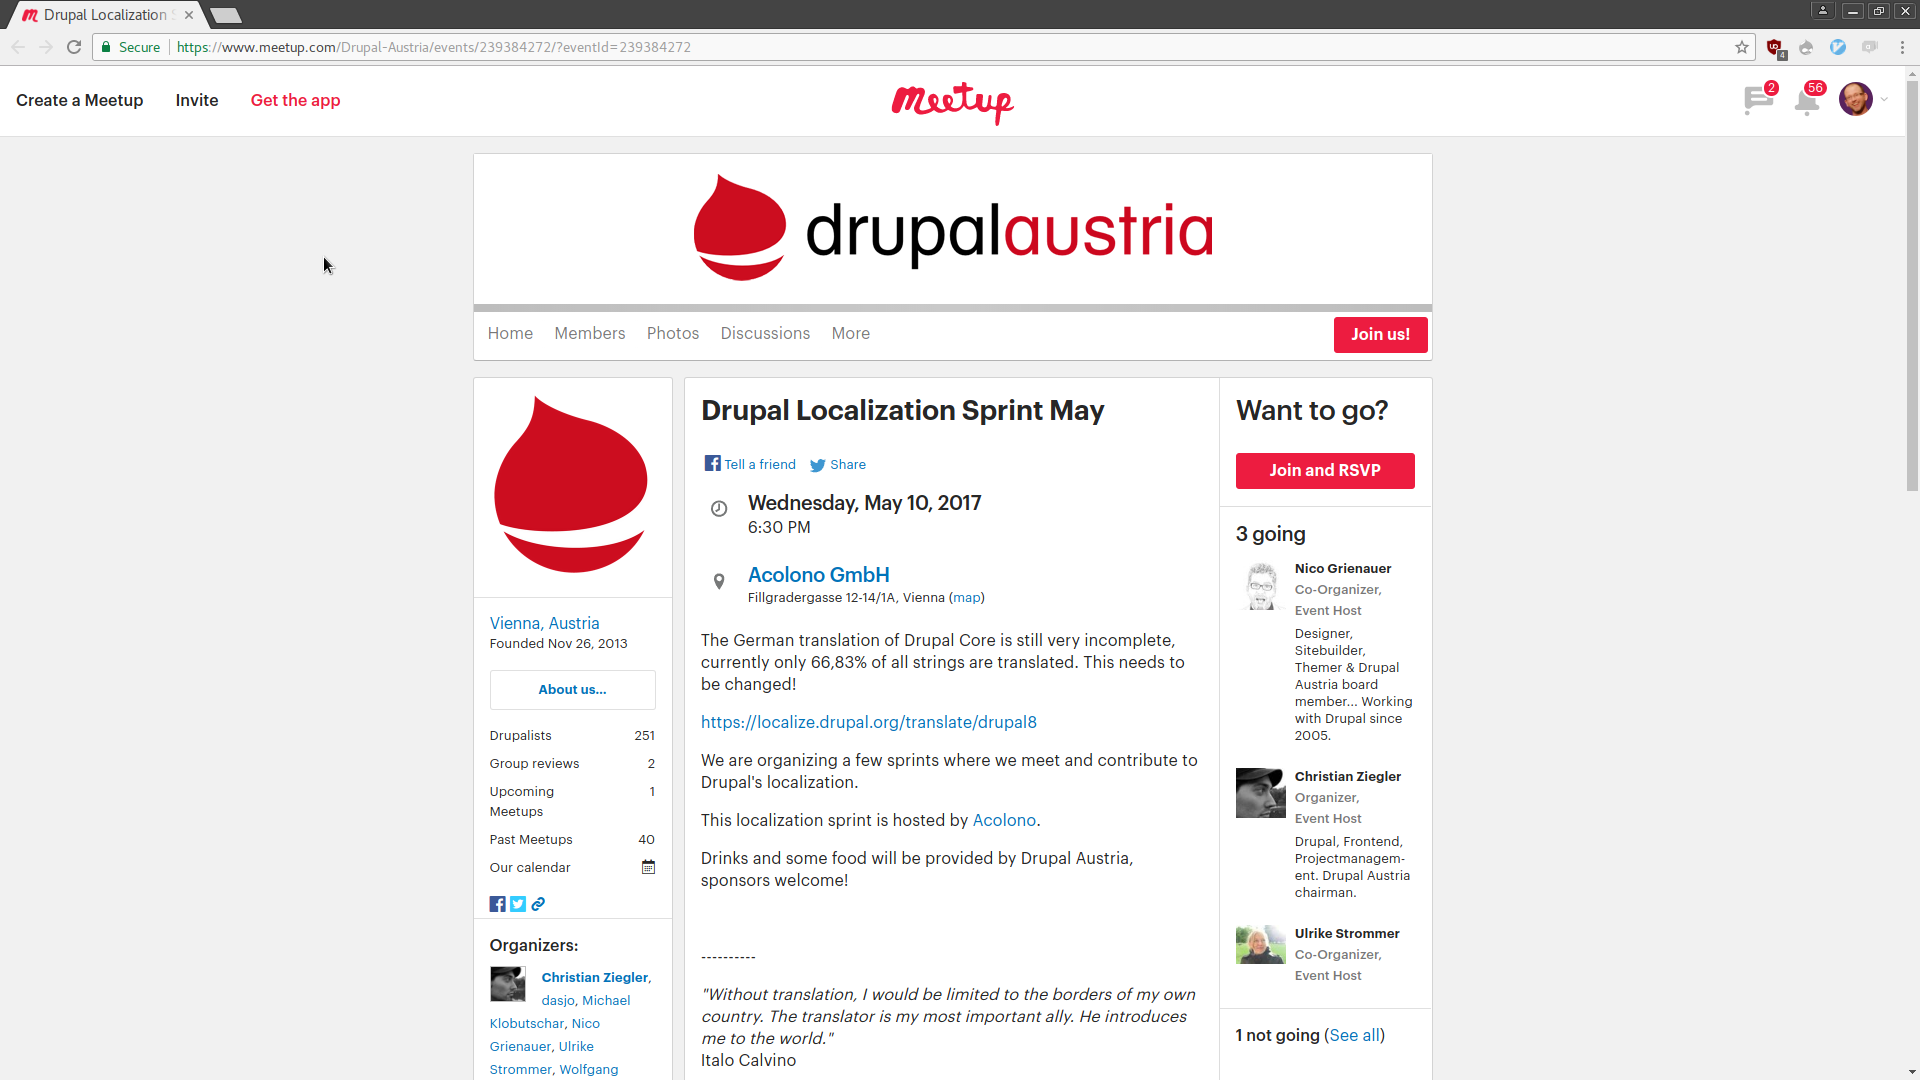 Drupal Localization
Secure
https://www.meetup.com/Drupal-Austria/events/239384272/?eventId=239384272
4
Create a Meetup
Invite
Get the app
Meetup
2
56
drupalaustria
Home
Members
Photos
Discussions
More
Join us!
Vienna, Austria
Founded Nov 26, 2013
About us...
Drupalists 251
Group reviews 2
Upcoming 1
Meetups
Past Meetups 40
Our calendar
Organizers:
Christian Ziegler,
dasjo, Michael
Klobutschar, Nico
Grienauer, Ulrike
Strommer, Wolfgang
Drupal Localization Sprint May
Tell a friend
Share
Wednesday, May 10, 2017
6:30 PM
Acolono GmbH
Fillgradergasse 12-14/1A, Vienna (map)
The German translation of Drupal Core is still very incomplete,
currently only 66,83% of all strings are translated. This needs to
be changed!
https://localize.drupal.org/translate/drupal8
We are organizing a few sprints where we meet and contribute to
Drupal's localization.
This localization sprint is hosted by Acolono.
Drinks and some food will be provided by Drupal Austria,
sponsors welcome!
----------
"Without translation, I would be limited to the borders of my own
country. The translator is my most important ally. He introduces
me to the world."
Italo Calvino
Want to go?
Join and RSVP
3 going
Nico Grienauer
Co-Organizer,
Event Host
Designer,
Sitebuilder,
Themer & Drupal
Austria board
member... Working
with Drupal since
2005.
Christian Ziegler
Organizer,
Event Host
Drupal, Frontend,
Projectmanagem-
ent. Drupal Austria
chairman.
Ulrike Strommer
Co-Organizer,
Event Host
1 not going (See all)